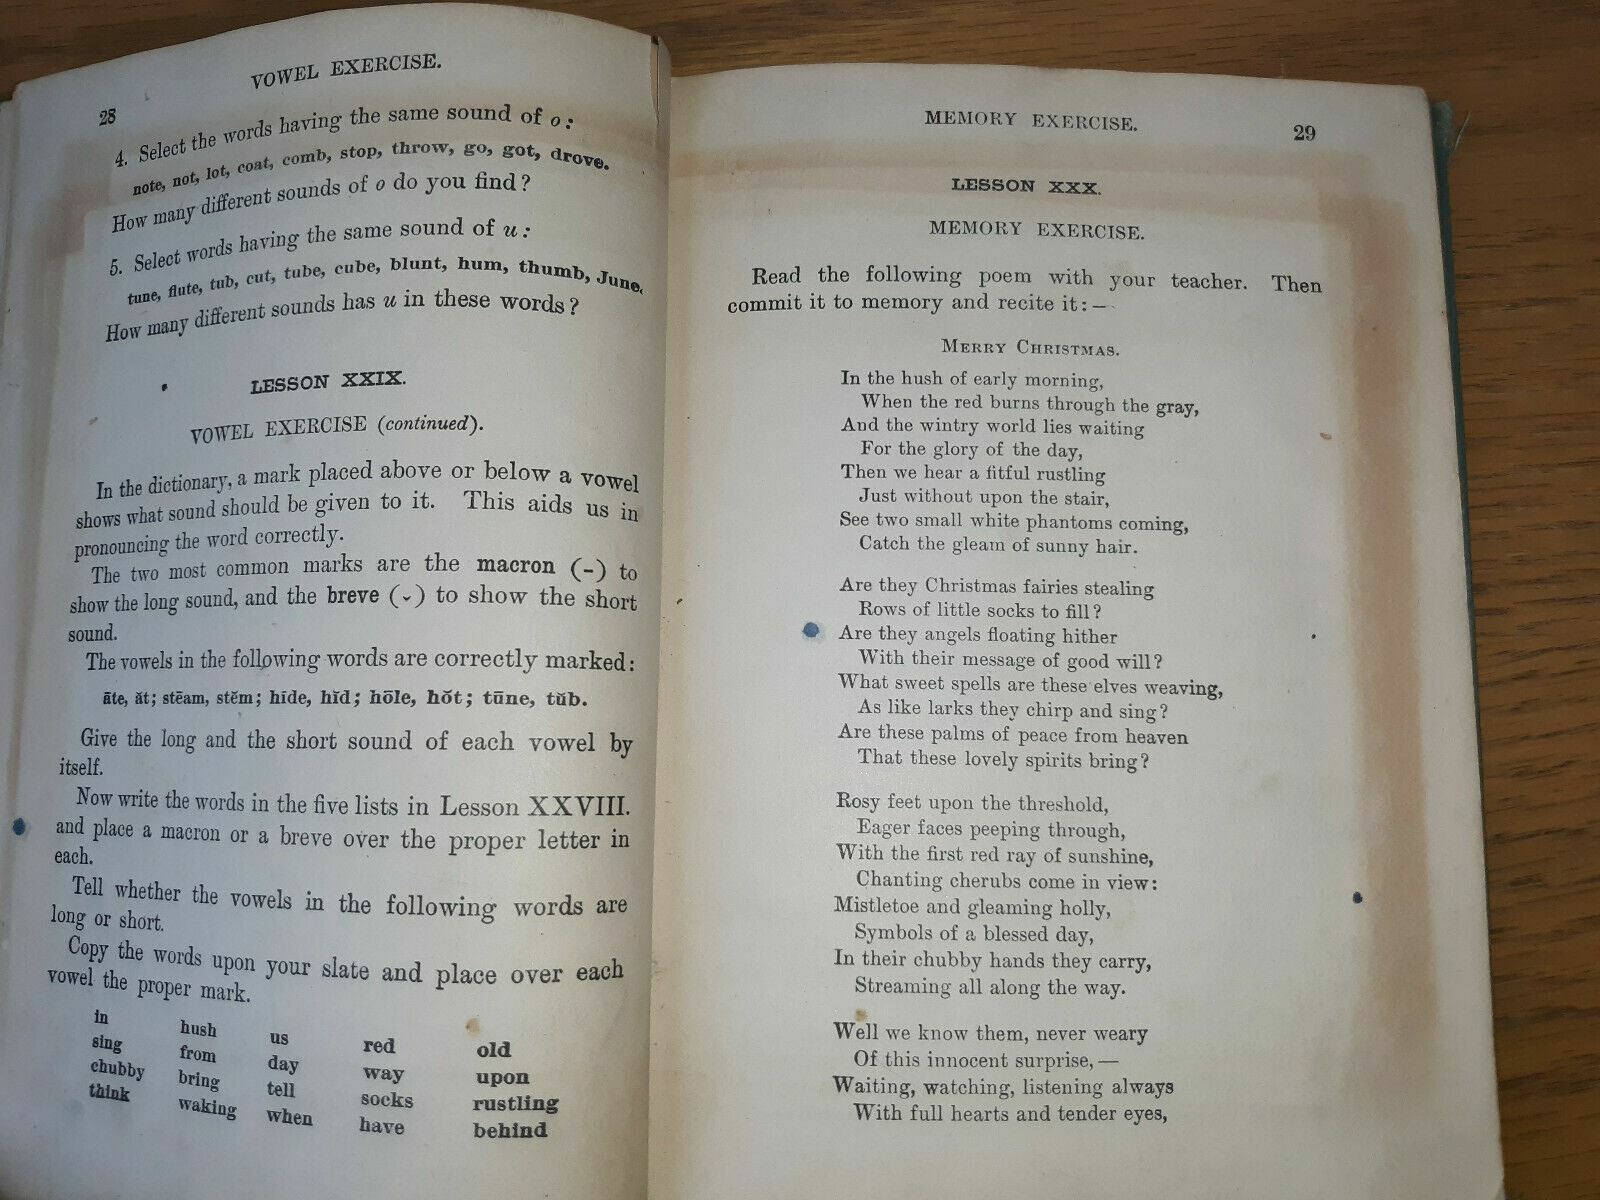 VOWEL EXERCISE.
28
4. Select the words having the same sound of o:
note, not, lot, coat, comb, stop, throw, go, got, drove.
How many different sounds of o do you find?
5. Select words having the same sound of u:
tune, flute, tub, cut, tube, cube, blunt, hum, thumb, June.
How many different sounds has u in these words?
LESSON XXIX.
VOWEL EXERCISE (continued).
In the dictionary, a mark placed above or below a vowel
shows what sound should be given to it. This aids us in
pronouncing the word correctly.
The two most common marks are the macron (-) to
show the long sound, and the breve (˘) to show the short
sound.
The vowels in the following words are correctly marked:
āte, ăt; stēam, stĕm; hīde, hĭd; hōle, hŏt; tūne, tŭb.
Give the long and the short sound of each vowel by
itself.
Now write the words in the five lists in Lesson XXVIII.
and place a macron or a breve over the proper letter in
each.
Tell whether the vowels in the following words are
long or short.
Copy the words upon your slate and place over each
vowel the proper mark.
in hush us red old
sing from day way upon
chubby bring tell socks rustling
think waking when have behind
MEMORY EXERCISE.
29
LESSON XXX.
MEMORY EXERCISE.
Read the following poem with your teacher. Then
commit it to memory and recite it:—
MERRY CHRISTMAS.
In the hush of early morning,
When the red burns through the gray,
And the wintry world lies waiting
For the glory of the day,
Then we hear a fitful rustling
Just without upon the stair,
See two small white phantoms coming,
Catch the gleam of sunny hair.
Are they Christmas fairies stealing
Rows of little socks to fill?
Are they angels floating hither
With their message of good will?
What sweet spells are these elves weaving,
As like larks they chirp and sing?
Are these palms of peace from heaven
That these lovely spirits bring?
Rosy feet upon the threshold,
Eager faces peeping through,
With the first red ray of sunshine,
Chanting cherubs come in view:
Mistletoe and gleaming holly,
Symbols of a blessed day,
In their chubby hands they carry,
Streaming all along the way.
Well we know them, never weary
Of this innocent surprise,—
Waiting, watching, listening always
With full hearts and tender eyes,